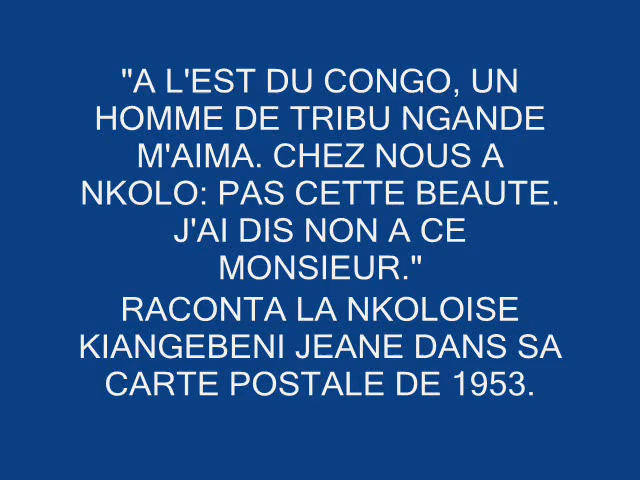 "A L'EST DU CONGO, UN
HOMME DE TRIBU NGANDE
M'AIMA. CHEZ NOUS A
NKOLO: PAS CETTE BEAUTE.
J'AI DIS NON A CE
MONSIEUR."
RACONTA LA NKOLOISE
KIANGEBENI JEANE DANS SA
CARTE POSTALE DE 1953.